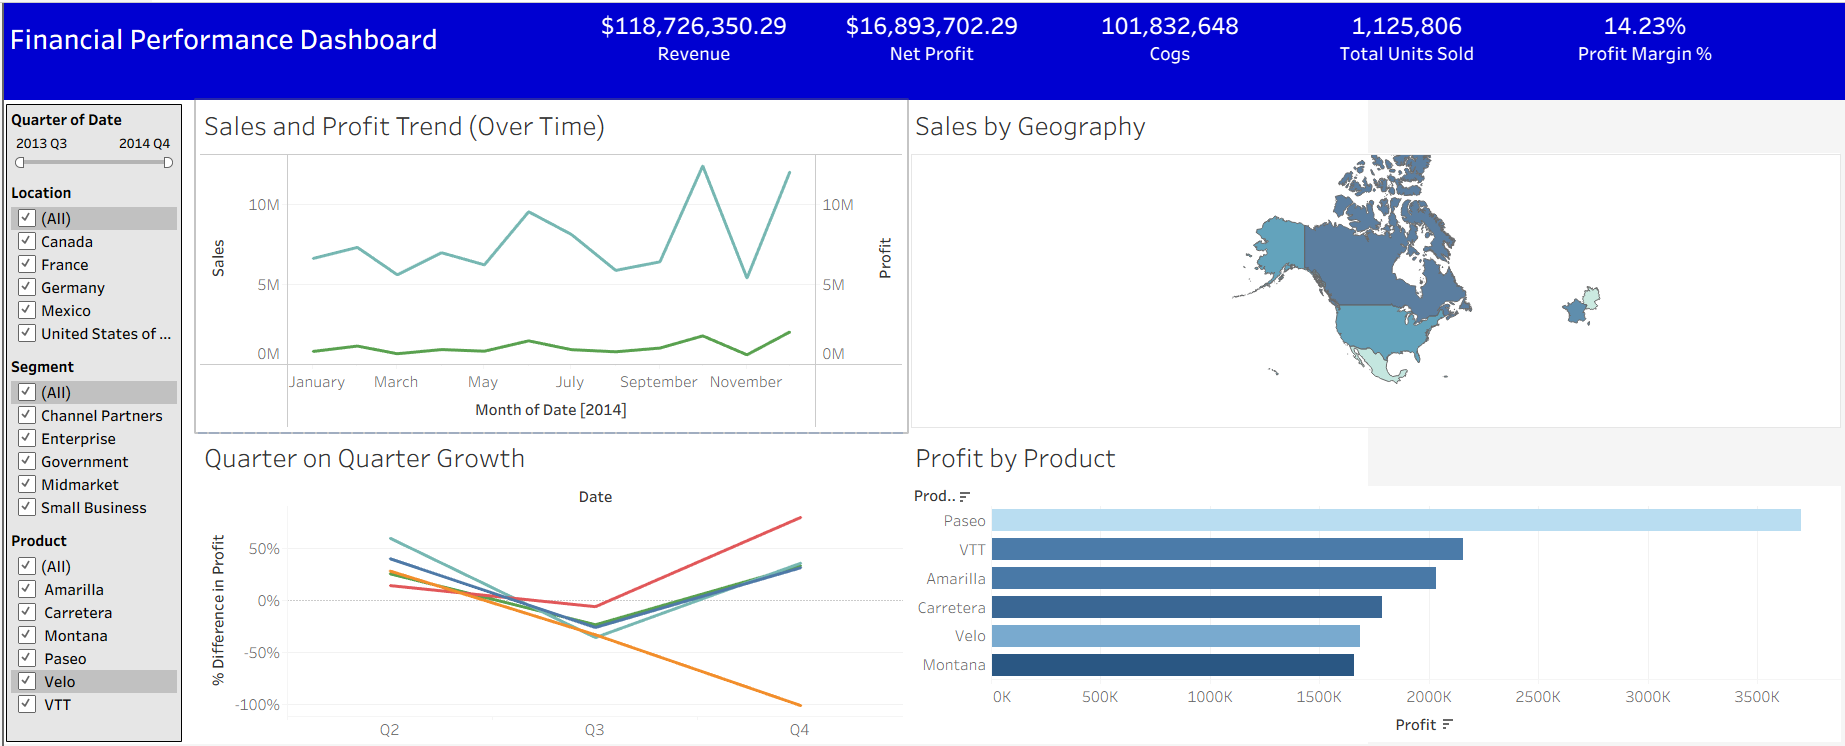 Financial Performance Dashboard
$118,726,350.29
Revenue
$16,893,702.29
Net Profit
101,832,648
Cogs
1,125,806
Total Units Sold
14.23%
Profit Margin %
Quarter of Date
2013 Q3
2014 Q4
Location
(All)
Canada
France
Germany
Mexico
United States of ...
Segment
(All)
Channel Partners
Enterprise
Government
Midmarket
Small Business
Product
(All)
Amarilla
Carretera
Montana
Paseo
Velo
VTT
Sales and Profit Trend (Over Time)
Sales
10M
5M
0M
10M
5M
0M
Profit
January
March
May
July
September
November
Month of Date [2014]
Sales by Geography
Quarter on Quarter Growth
Date
% Difference in Profit
50%
0%
-50%
-100%
Q2
Q3
Q4
Profit by Product
Prod..
Paseo
VTT
Amarilla
Carretera
Velo
Montana
0K
500K
1000K
1500K
2000K
2500K
3000K
3500K
Profit